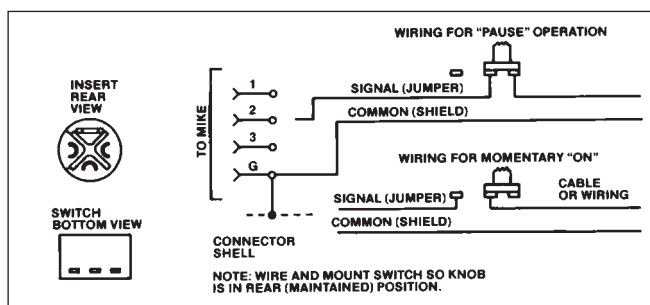 WIRING FOR "PAUSE" OPERATION
INSERT
REAR
VIEW
TO MIKE
1
2
3
G
SIGNAL (JUMPER)
COMMON (SHIELD)
WIRING FOR MOMENTARY "ON"
SIGNAL (JUMPER)
CABLE
OR WIRING
COMMON (SHIELD)
SWITCH
BOTTOM VIEW
CONNECTOR
SHELL
NOTE: WIRE AND MOUNT SWITCH SO KNOB
IS IN REAR (MAINTAINED) POSITION.